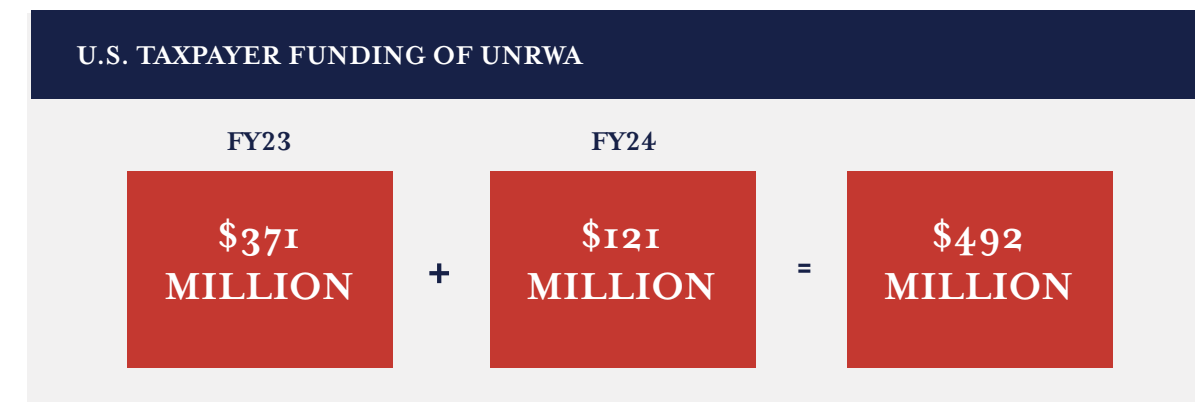 U.S. TAXPAYER FUNDING OF UNRWA
FY23
FY24
$371
MILLION
+
$121
MILLION
=
$492
MILLION